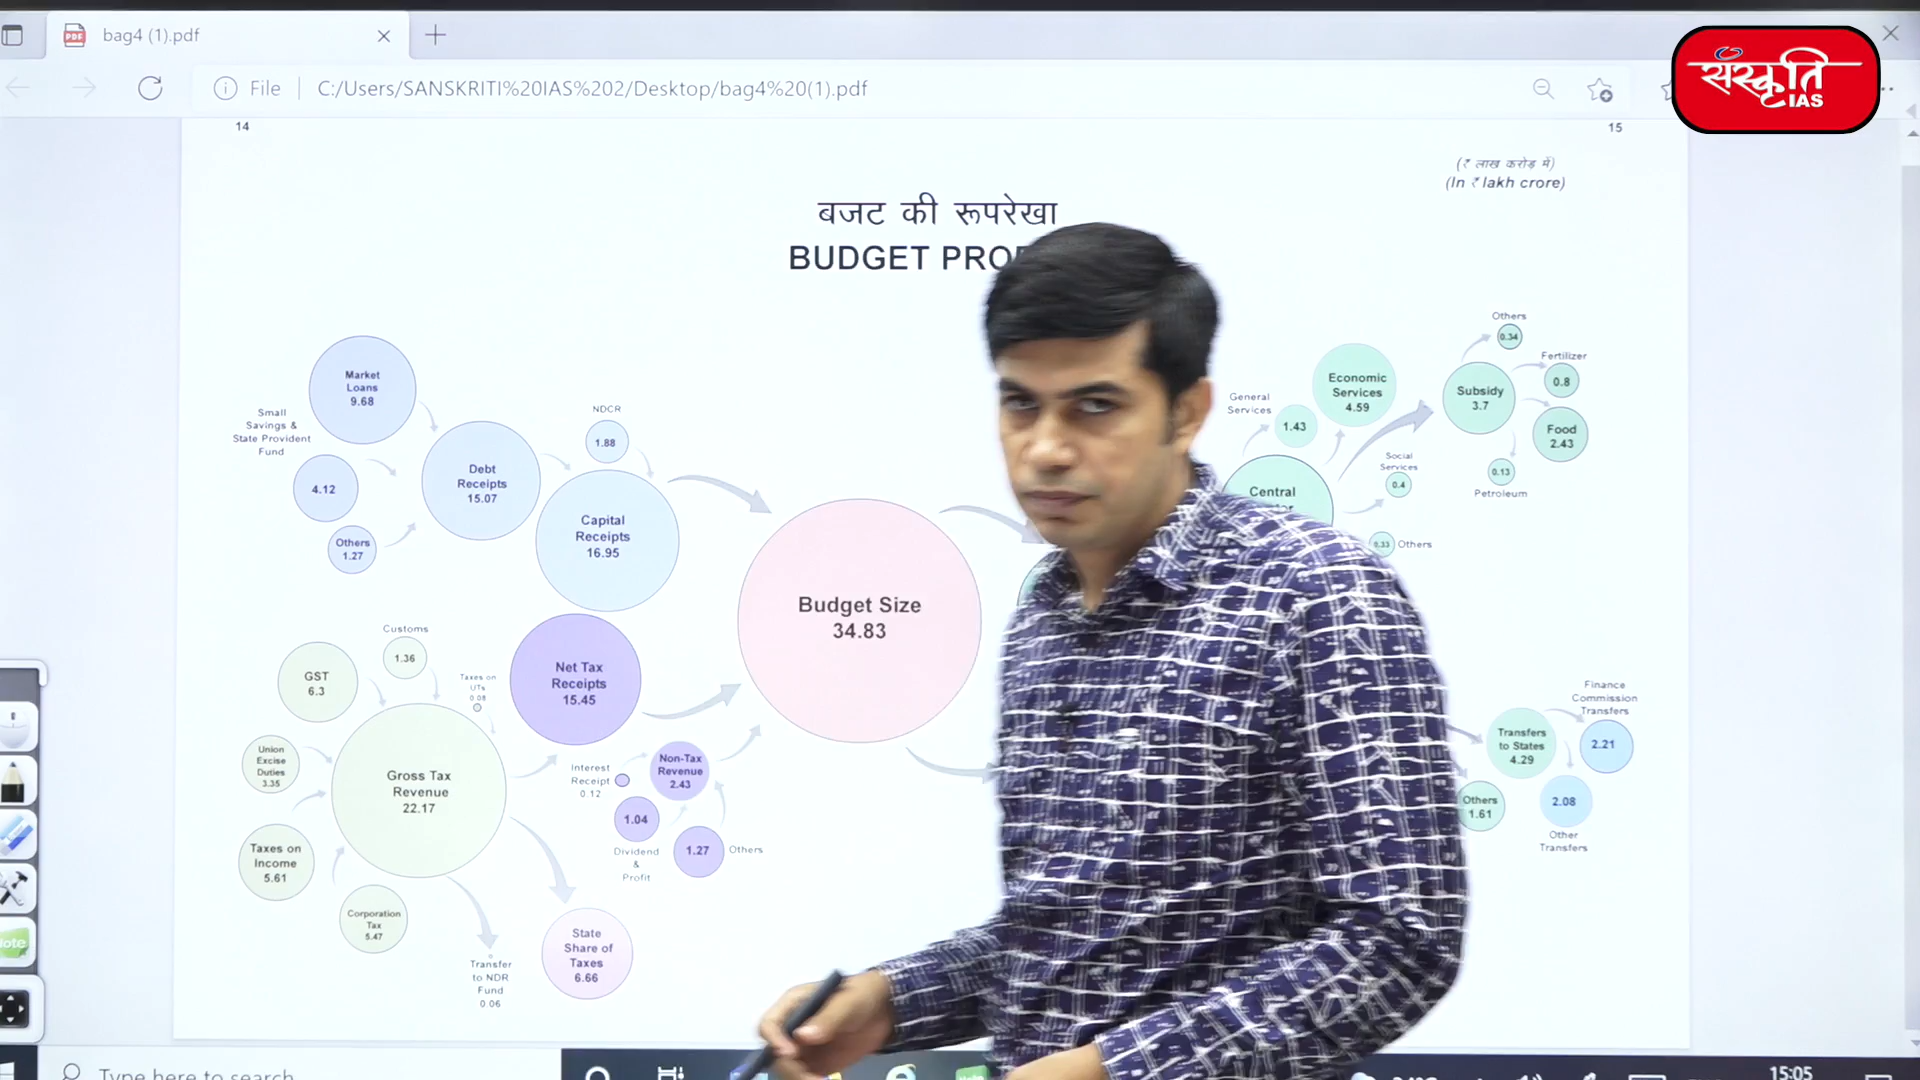 bag4 (1).pdf
File
C:/Users/SANSKRITI%20IAS%202/Desktop/bag4%20(1).pdf
संस्कृति
IAS
14
15
(₹ लाख करोड़ में)
(In ₹ lakh crore)
बजट की रूपरेखा
BUDGET PRO
Market
Loans
9.68
Small
Savings &
State Provident
Fund
4.12
Others
1.27
Debt
Receipts
15.07
NDCR
1.88
Capital
Receipts
16.95
Budget Size
34.83
General
Services
1.43
Economic
Services
4.59
Others
0.34
Fertilizer
0.8
Subsidy
3.7
Food
2.43
0.13
Petroleum
Social
Services
0.4
Central
0.33
Others
Customs
1.36
GST
6.3
Taxes on
UTs
0.08
Net Tax
Receipts
15.45
Union
Excise
Duties
3.35
Gross Tax
Revenue
22.17
Interest
Receipt
0.12
Non-Tax
Revenue
2.43
1.04
Dividend
&
Profit
1.27
Others
Taxes on
Income
5.61
Corporation
Tax
5.47
Transfer
to NDR
Fund
0.06
State
Share of
Taxes
6.66
Finance
Commission
Transfers
2.21
Transfers
to States
4.29
Others
1.61
2.08
Other
Transfers
Note
Type here to search
15:05